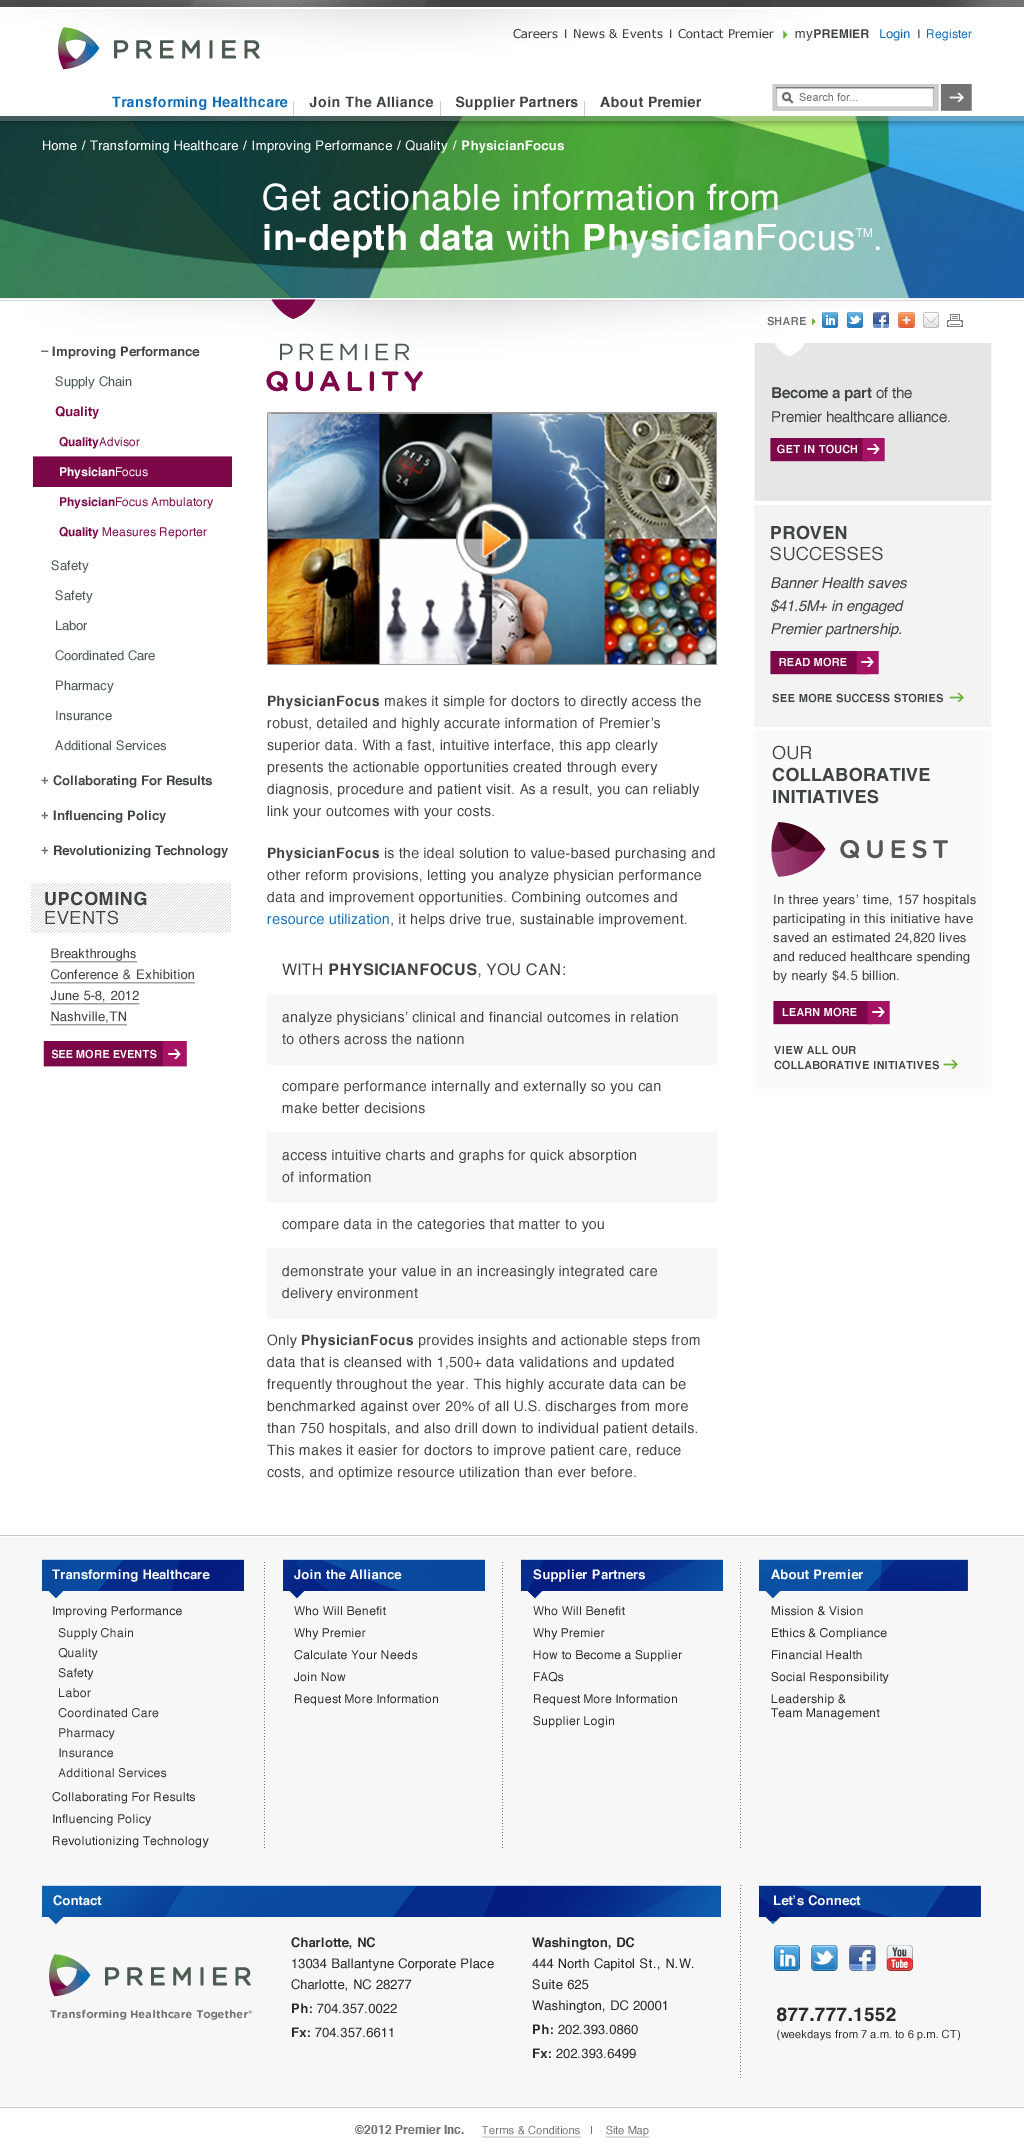 PREMIER
Careers | News & Events | Contact Premier myPREMIER Login | Register
Transforming Healthcare Join The Alliance Supplier Partners About Premier
Search for...
Home / Transforming Healthcare / Improving Performance / Quality / PhysicianFocus
Get actionable information from
in-depth data with PhysicianFocus™.
SHARE
– Improving Performance
Supply Chain
Quality
QualityAdvisor
PhysicianFocus
PhysicianFocus Ambulatory
Quality Measures Reporter
Safety
Safety
Labor
Coordinated Care
Pharmacy
Insurance
Additional Services
+ Collaborating For Results
+ Influencing Policy
+ Revolutionizing Technology
UPCOMING
EVENTS
Breakthroughs
Conference & Exhibition
June 5-8, 2012
Nashville,TN
SEE MORE EVENTS
PREMIER
QUALITY
R 1 3 5
2 4
PhysicianFocus makes it simple for doctors to directly access the
robust, detailed and highly accurate information of Premier's
superior data. With a fast, intuitive interface, this app clearly
presents the actionable opportunities created through every
diagnosis, procedure and patient visit. As a result, you can reliably
link your outcomes with your costs.
PhysicianFocus is the ideal solution to value-based purchasing and
other reform provisions, letting you analyze physician performance
data and improvement opportunities. Combining outcomes and
resource utilization, it helps drive true, sustainable improvement.
WITH PHYSICIANFOCUS, YOU CAN:
analyze physicians' clinical and financial outcomes in relation
to others across the nationn
compare performance internally and externally so you can
make better decisions
access intuitive charts and graphs for quick absorption
of information
compare data in the categories that matter to you
demonstrate your value in an increasingly integrated care
delivery environment
Only PhysicianFocus provides insights and actionable steps from
data that is cleansed with 1,500+ data validations and updated
frequently throughout the year. This highly accurate data can be
benchmarked against over 20% of all U.S. discharges from more
than 750 hospitals, and also drill down to individual patient details.
This makes it easier for doctors to improve patient care, reduce
costs, and optimize resource utilization than ever before.
Become a part of the
Premier healthcare alliance.
GET IN TOUCH
PROVEN
SUCCESSES
Banner Health saves
$41.5M+ in engaged
Premier partnership.
READ MORE
SEE MORE SUCCESS STORIES
OUR
COLLABORATIVE
INITIATIVES
QUEST
In three years' time, 157 hospitals
participating in this initiative have
saved an estimated 24,820 lives
and reduced healthcare spending
by nearly $4.5 billion.
LEARN MORE
VIEW ALL OUR
COLLABORATIVE INITIATIVES
Transforming Healthcare
Improving Performance
Supply Chain
Quality
Safety
Labor
Coordinated Care
Pharmacy
Insurance
Additional Services
Collaborating For Results
Influencing Policy
Revolutionizing Technology
Join the Alliance
Who Will Benefit
Why Premier
Calculate Your Needs
Join Now
Request More Information
Supplier Partners
Who Will Benefit
Why Premier
How to Become a Supplier
FAQs
Request More Information
Supplier Login
About Premier
Mission & Vision
Ethics & Compliance
Financial Health
Social Responsibility
Leadership &
Team Management
Contact
PREMIER
Transforming Healthcare Together®
Charlotte, NC
13034 Ballantyne Corporate Place
Charlotte, NC 28277
Ph: 704.357.0022
Fx: 704.357.6611
Washington, DC
444 North Capitol St., N.W.
Suite 625
Washington, DC 20001
Ph: 202.393.0860
Fx: 202.393.6499
Let's Connect
in
f
You
Tube
877.777.1552
(weekdays from 7 a.m. to 6 p.m. CT)
©2012 Premier Inc. Terms & Conditions | Site Map